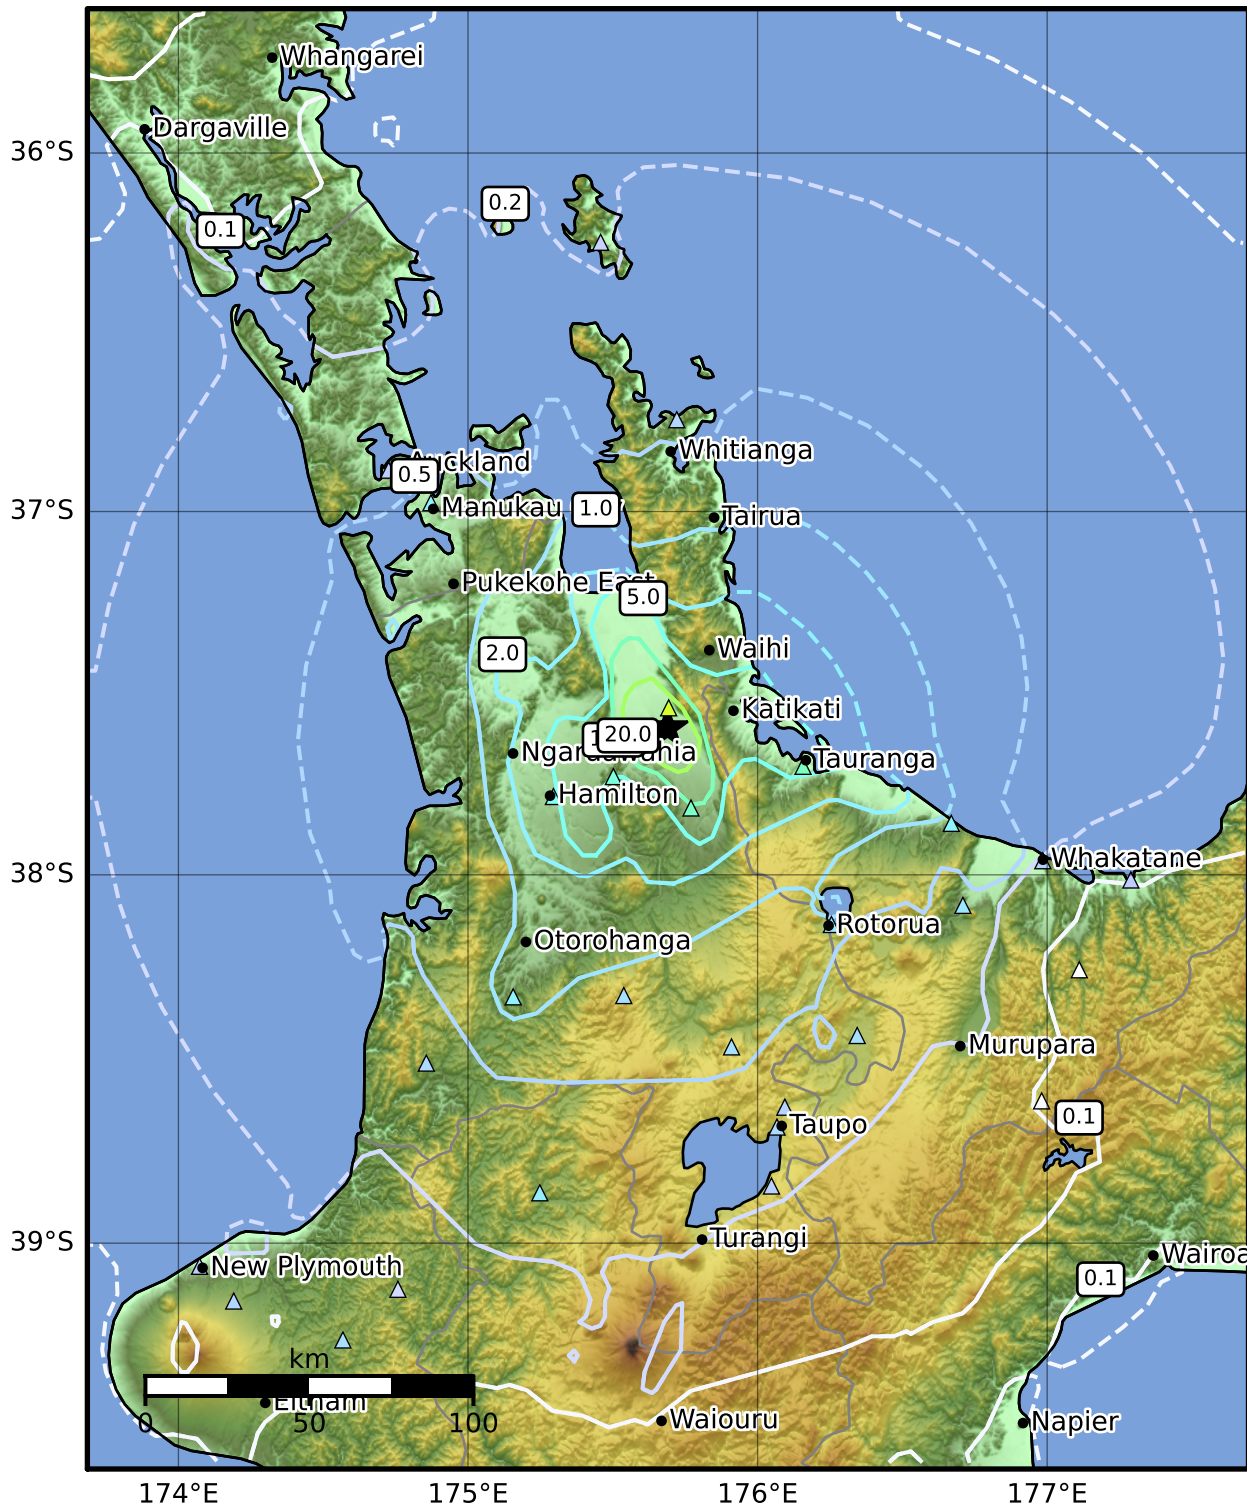 Whangarei
Dargaville
36°S
0.2
0.1
Whitianga
Auckland
0.5
37°S
Manukau
1.0
Tairua
Pukekohe East
5.0
2.0
Waihi
Katikati
20.0
Ngaruawahia
Tauranga
Hamilton
38°S
Whakatane
Rotorua
Otorohanga
Murupara
0.1
Taupo
39°S
Turangi
Wairoa
New Plymouth
0.1
km
Eltham
0
50
100
Waiouru
Napier
174°E
175°E
176°E
177°E